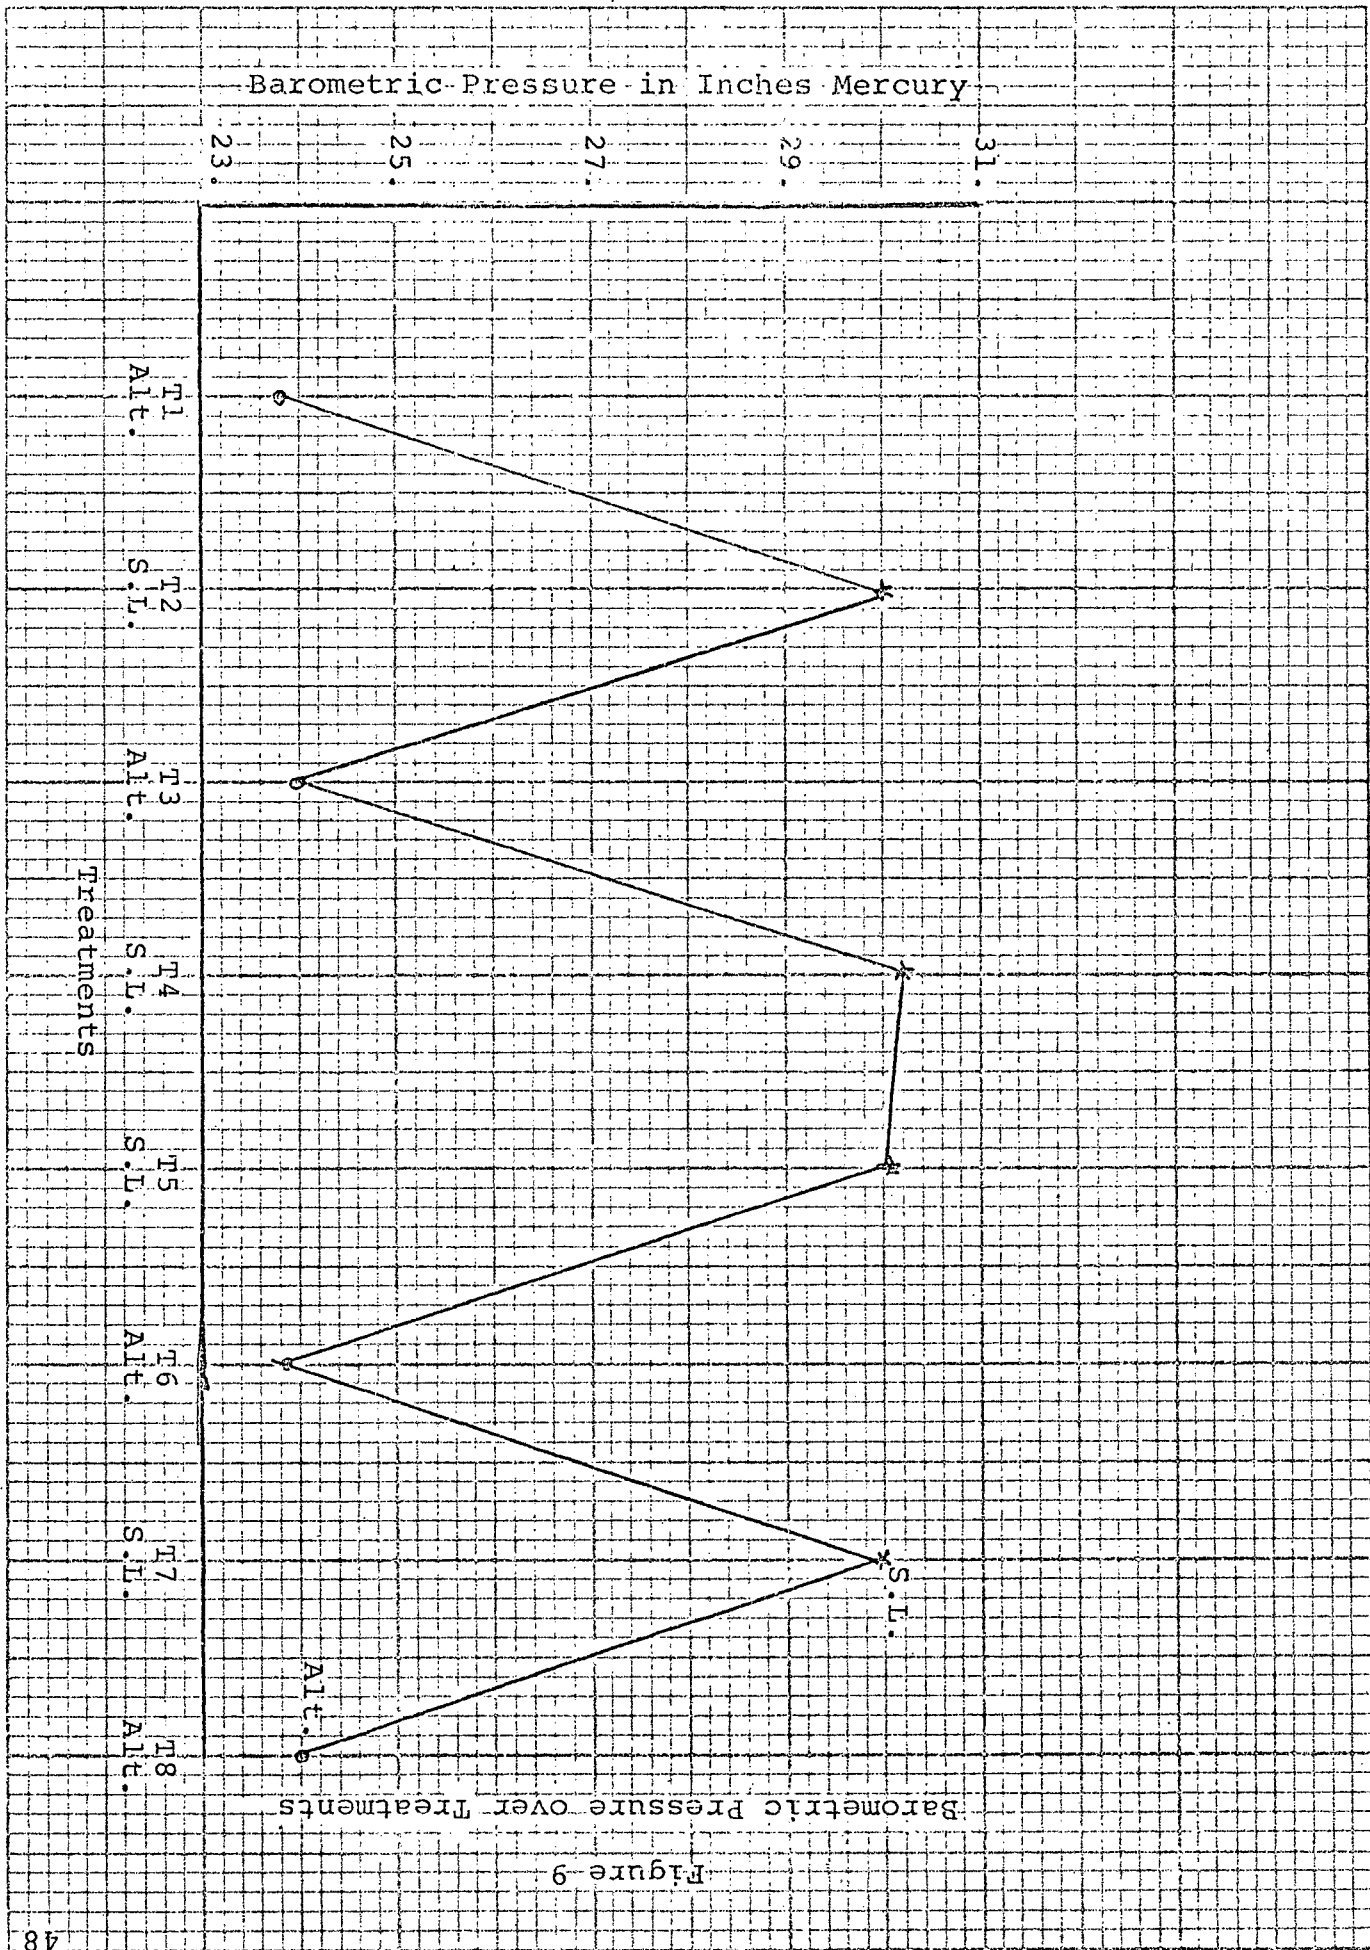 Barometric Pressure in Inches Mercury
31.
29.
27.
25.
23.
S.L.
Alt.
T1 T2 T3 T4 T5 T6 T7 T8
Alt. S.L. Alt. S.L. S.L. Alt. S.L. Alt.
Treatments
Barometric Pressure over Treatments
Figure 9
48